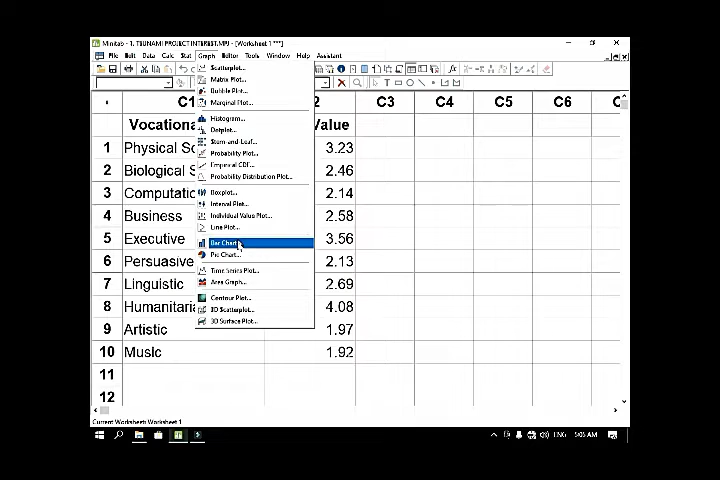 Minitab - 1. TSUNAMI PROJECT INTEREST.MPJ - [Worksheet 1 ***]
File Edit Data Calc Stat Graph Editor Tools Window Help Assistant
Scatterplot...
Matrix Plot...
Bubble Plot...
Marginal Plot...
Histogram...
Dotplot...
Stem-and-Leaf...
Probability Plot...
Empirical CDF...
Probability Distribution Plot...
Boxplot...
Interval Plot...
Individual Value Plot...
Line Plot...
Bar Chart
Pie Chart...
Time Series Plot...
Area Graph...
Contour Plot...
3D Scatterplot...
3D Surface Plot...
C1 2 C3 C4 C5 C6 C
Vocationa Value
1 Physical Sc 3.23
2 Biological S 2.46
3 Computatio 2.14
4 Business 2.58
5 Executive 3.56
6 Persuasive 2.13
7 Linguistic 2.69
8 Humanitaria 4.08
9 Artistic 1.97
10 Music 1.92
11
12
Current Worksheet: Worksheet 1
ENG 5:05 AM